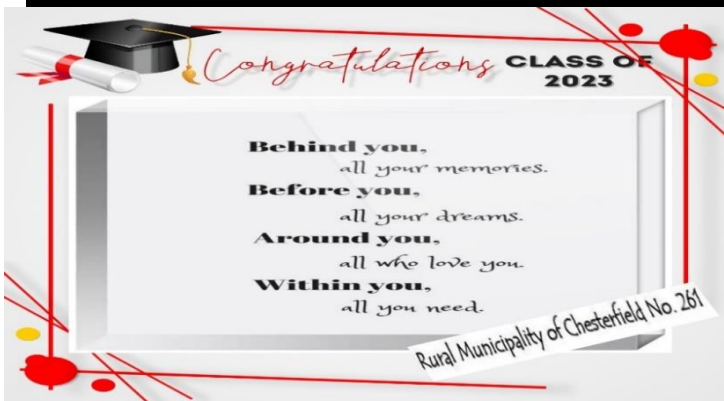 Congratulations CLASS OF
2023
Behind you,
all your memories.
Before you,
all your dreams.
Around you,
all who love you.
Within you,
all you need.
Rural Municipality of Chesterfield No. 261